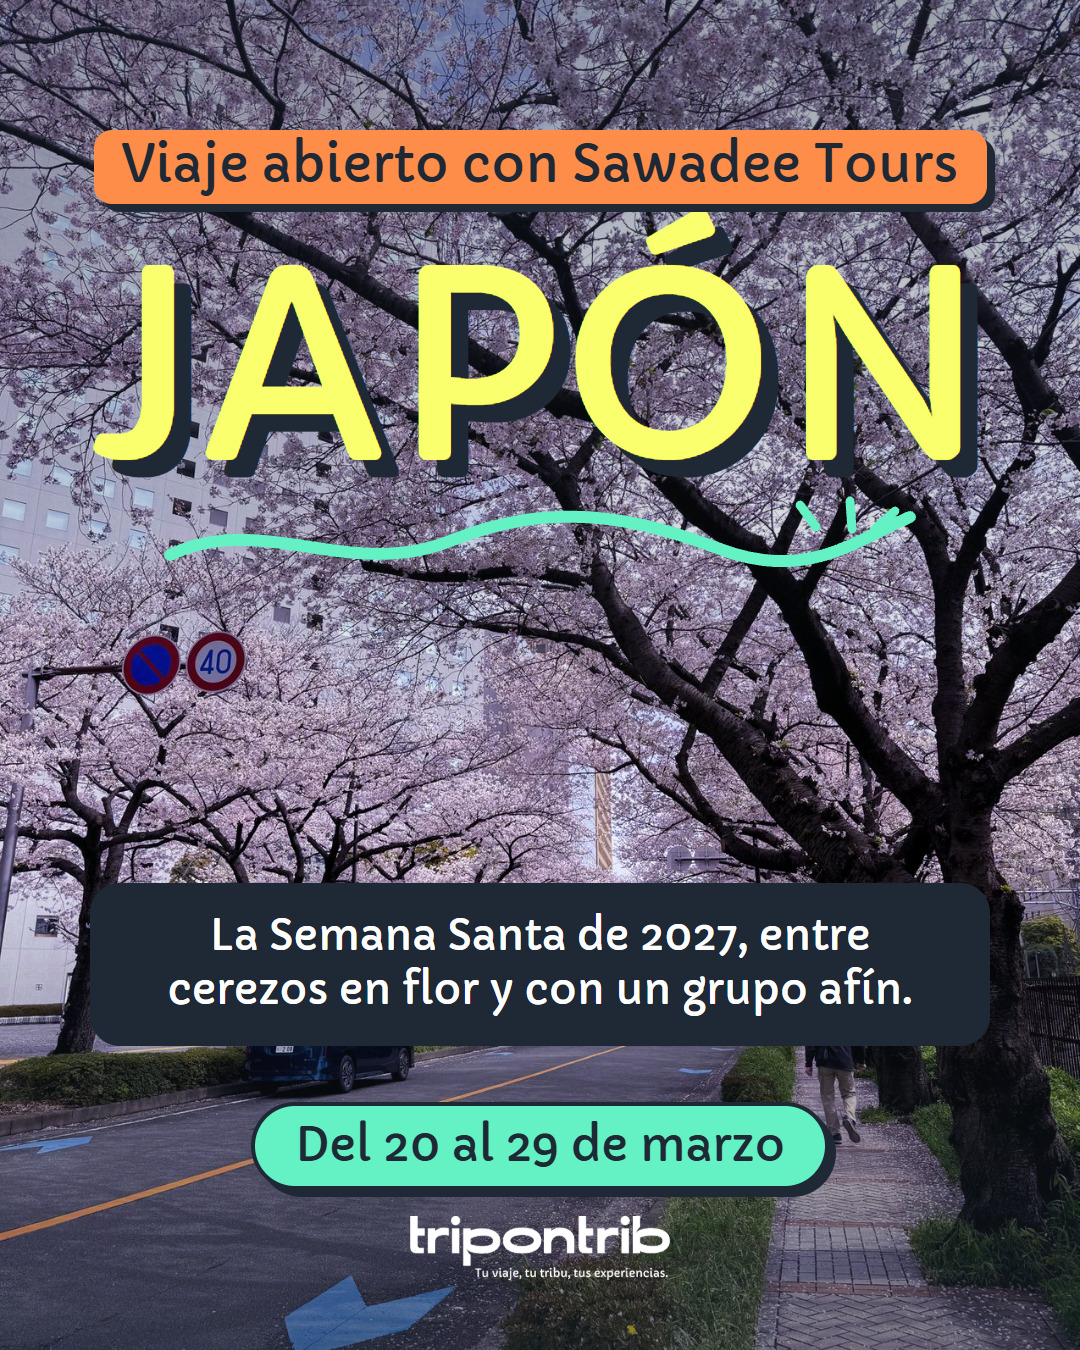 Viaje abierto con Sawadee Tours
JAPÓN
40
La Semana Santa de 2027, entre
cerezos en flor y con un grupo afín.
Del 20 al 29 de marzo
tripontrib
Tu viaje, tu tribu, tus experiencias.